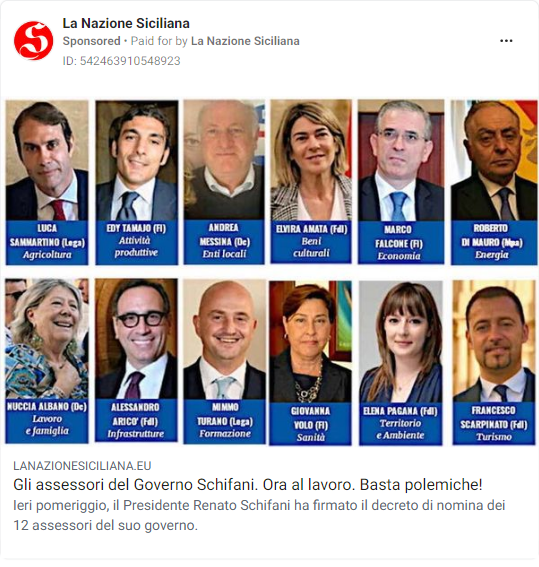 La Nazione Siciliana
Sponsored • Paid for by La Nazione Siciliana
ID: 542463910548923
LUCA
SAMMARTINO (Lega)
Agricoltura
EDY TAMAJO (FI)
Attività
produttive
ANDREA
MESSINA (Dc)
Enti locali
ELVIRA AMATA (FdI)
Beni
culturali
MARCO
FALCONE (FI)
Economia
ROBERTO
DI MAURO (Mpa)
Energia
NUCCIA ALBANO (Dc)
Lavoro
e famiglia
ALESSANDRO
ARICO' (FdI)
Infrastrutture
MIMMO
TURANO (Lega)
Formazione
GIOVANNA
VOLO (FI)
Sanità
ELENA PAGANA (FdI)
Territorio
e Ambiente
FRANCESCO
SCARPINATO (FdI)
Turismo
LANAZIONESICILIANA.EU
Gli assessori del Governo Schifani. Ora al lavoro. Basta polemiche!
Ieri pomeriggio, il Presidente Renato Schifani ha firmato il decreto di nomina dei
12 assessori del suo governo.